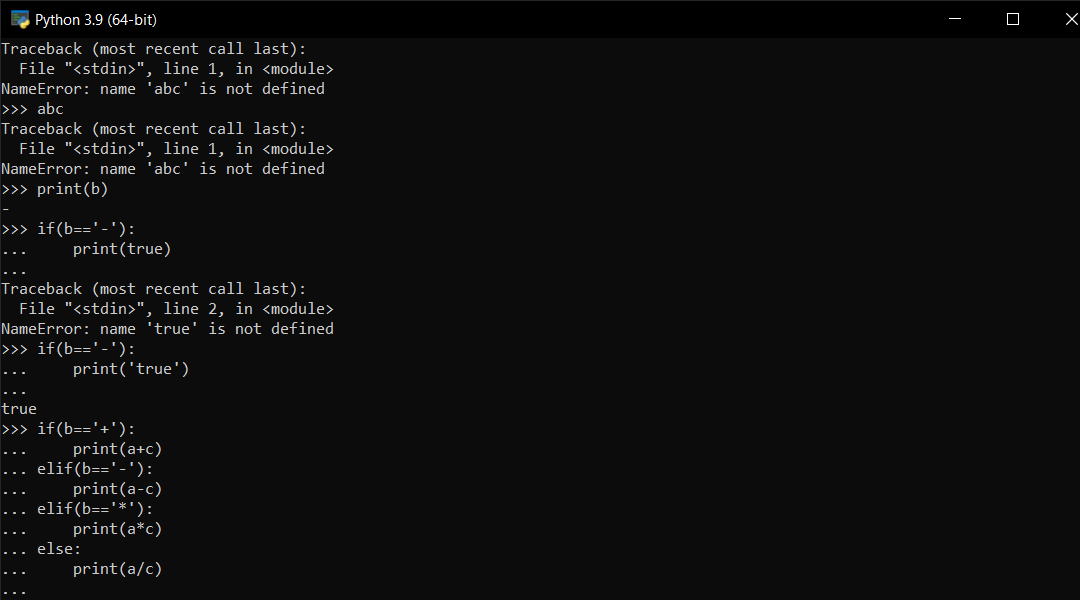 Python 3.9 (64-bit)
Traceback (most recent call last):
  File "<stdin>", line 1, in <module>
NameError: name 'abc' is not defined
>>> abc
Traceback (most recent call last):
  File "<stdin>", line 1, in <module>
NameError: name 'abc' is not defined
>>> print(b)
-
>>> if(b=='-'):
...     print(true)
...
Traceback (most recent call last):
  File "<stdin>", line 2, in <module>
NameError: name 'true' is not defined
>>> if(b=='-'):
...     print('true')
...
true
>>> if(b=='+'):
...     print(a+c)
... elif(b=='-'):
...     print(a-c)
... elif(b=='*'):
...     print(a*c)
... else:
...     print(a/c)
...